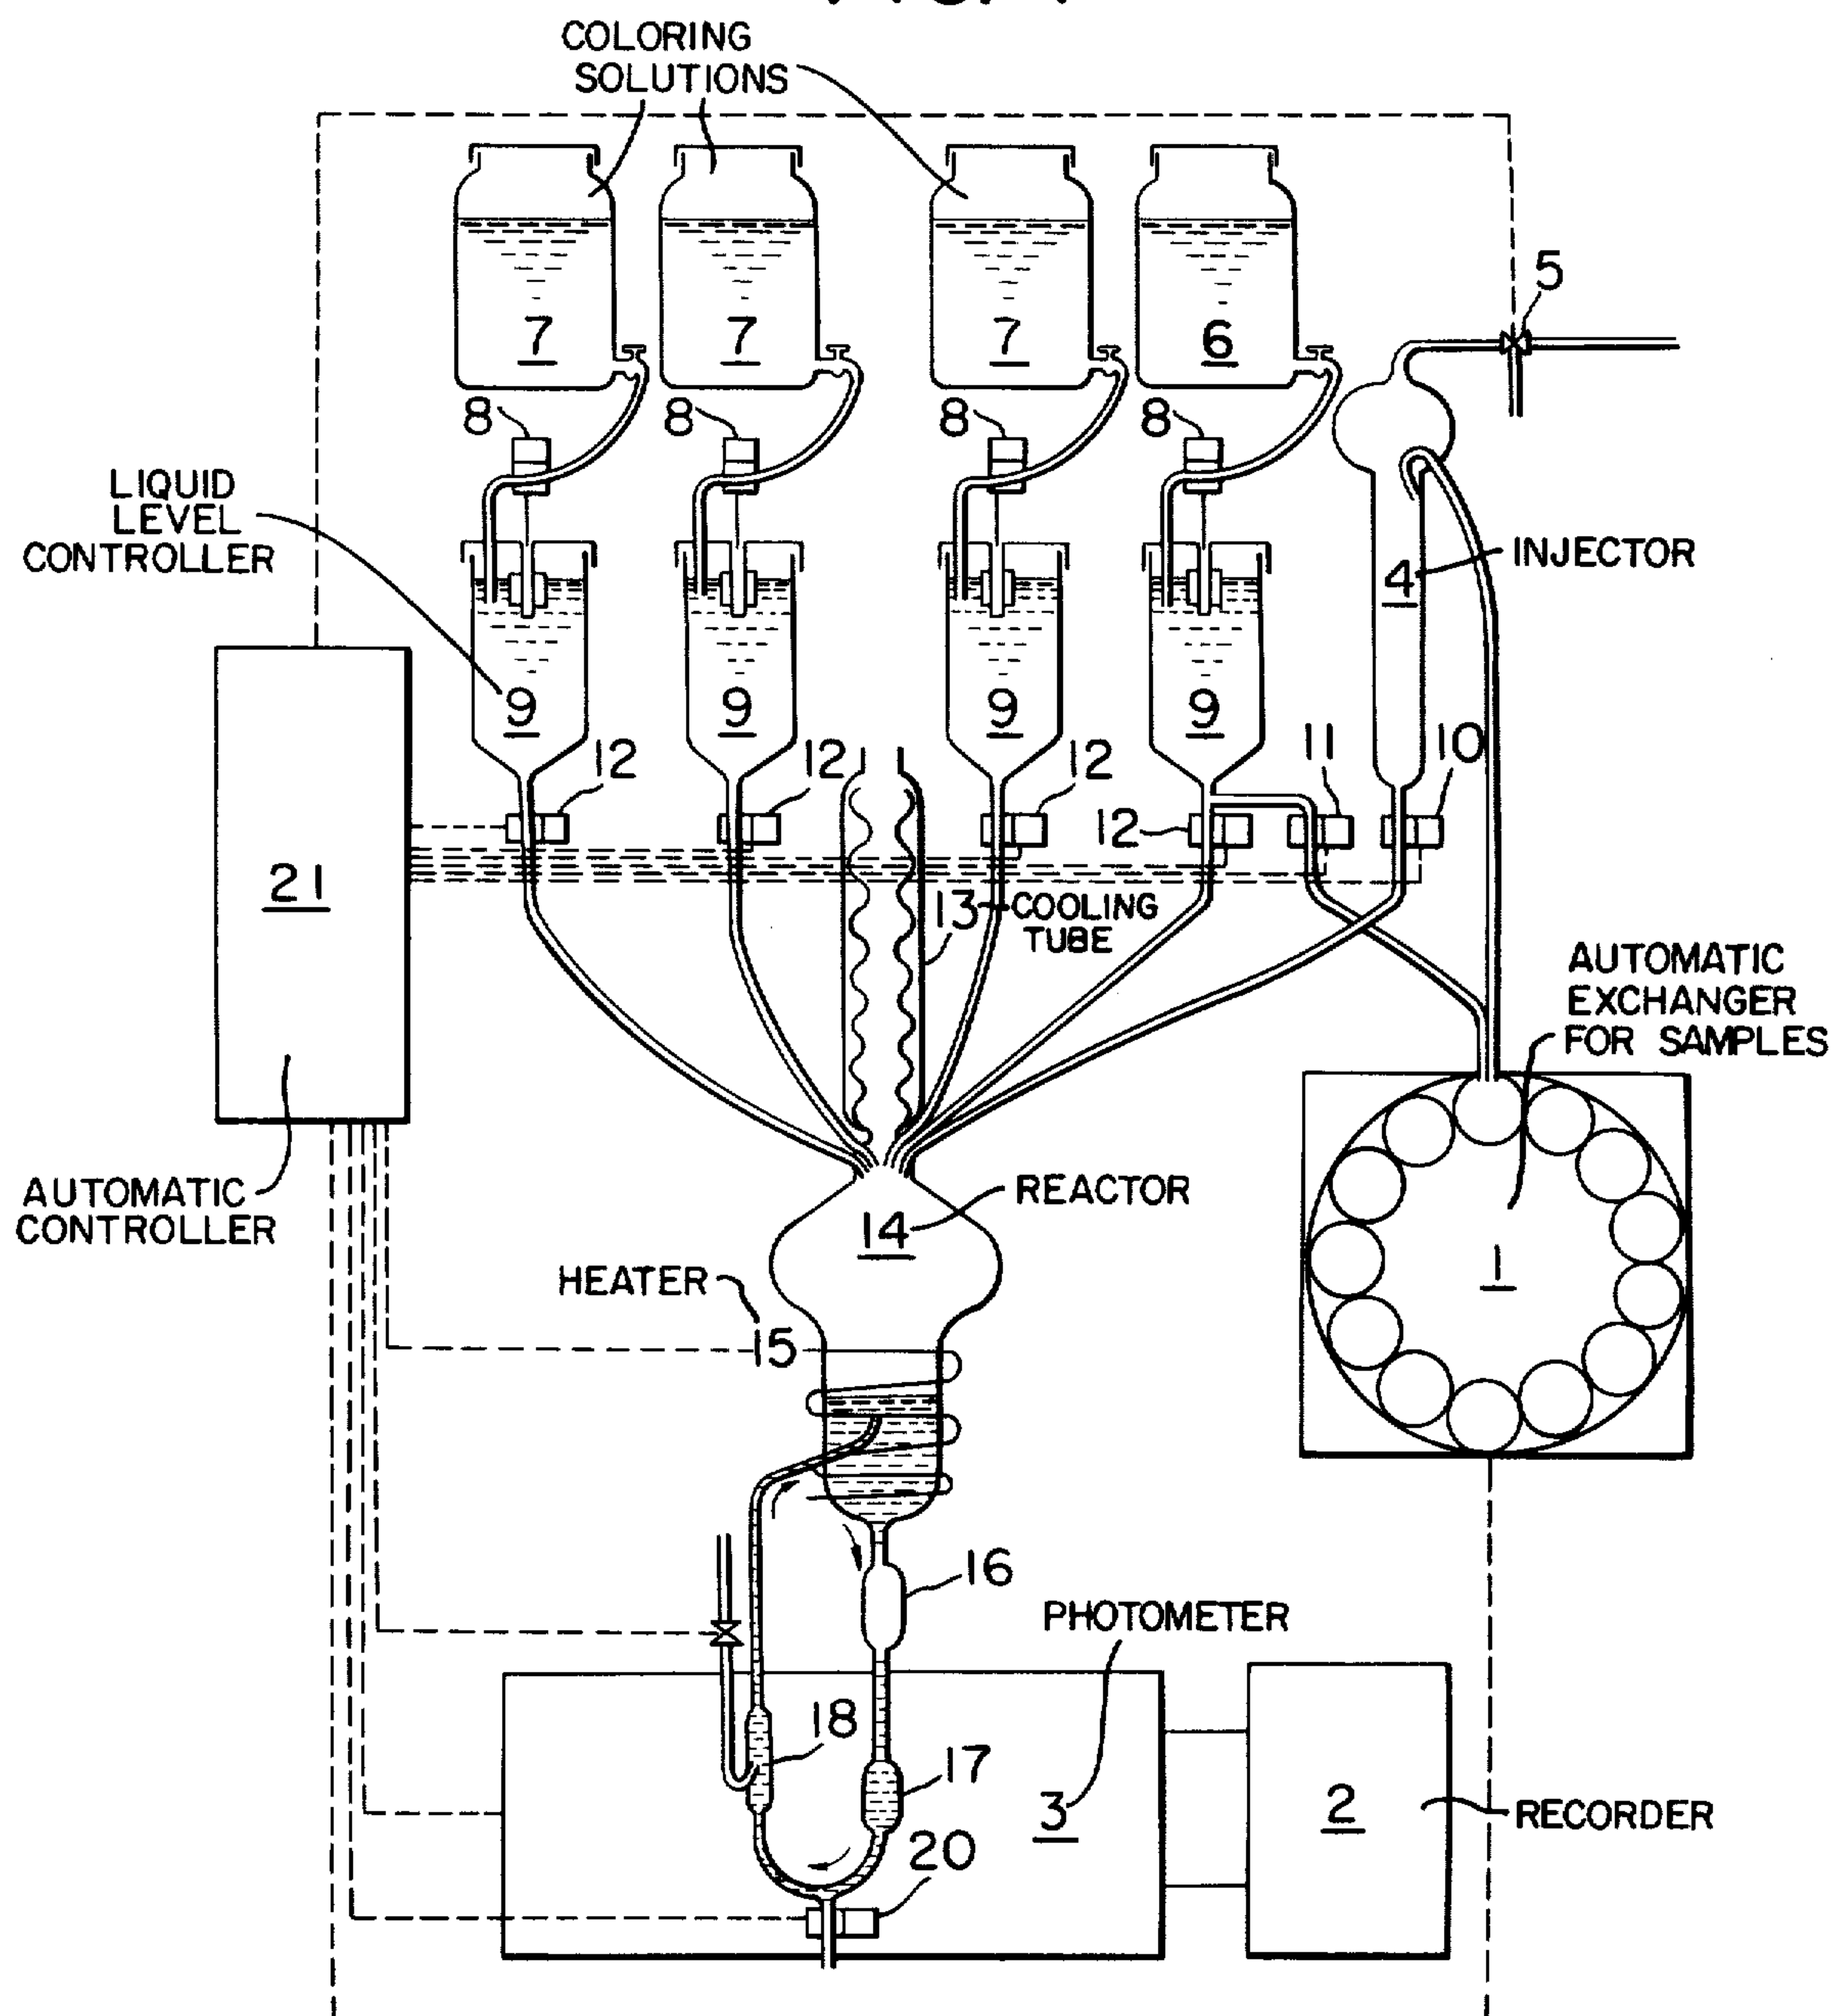 COLORING
SOLUTIONS
5
7
7
7
6
8
8
8
8
LIQUID
LEVEL
CONTROLLER
INJECTOR
4
9
9
9
9
12
12
12
11
10
12
21
13
COOLING
TUBE
AUTOMATIC
EXCHANGER
FOR SAMPLES
AUTOMATIC
CONTROLLER
REACTOR
14
1
HEATER
15
16
PHOTOMETER
18
17
3
2
RECORDER
20